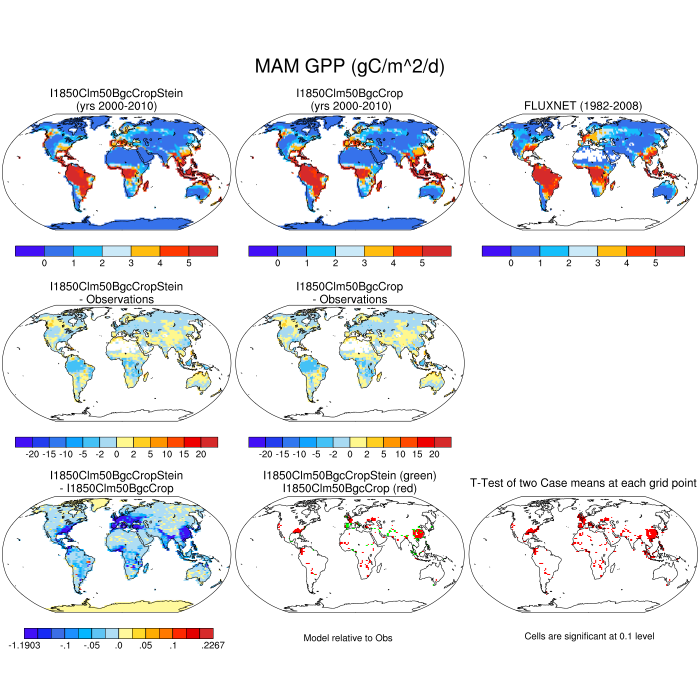 MAM GPP (gC/m^2/d)
I1850Clm50BgcCropStein
(yrs 2000-2010)
I1850Clm50BgcCrop
(yrs 2000-2010)
FLUXNET (1982-2008)
0 1 2 3 4 5
0 1 2 3 4 5
0 1 2 3 4 5
I1850Clm50BgcCropStein
- Observations
I1850Clm50BgcCrop
- Observations
-20 -15 -10 -5 -2 0 2 5 10 15 20
-20 -15 -10 -5 -2 0 2 5 10 15 20
I1850Clm50BgcCropStein
- I1850Clm50BgcCrop
I1850Clm50BgcCropStein (green)
I1850Clm50BgcCrop (red)
T-Test of two Case means at each grid point
-1.1903 -.1 -.05 .0 .05 .1 .2267
Model relative to Obs
Cells are significant at 0.1 level